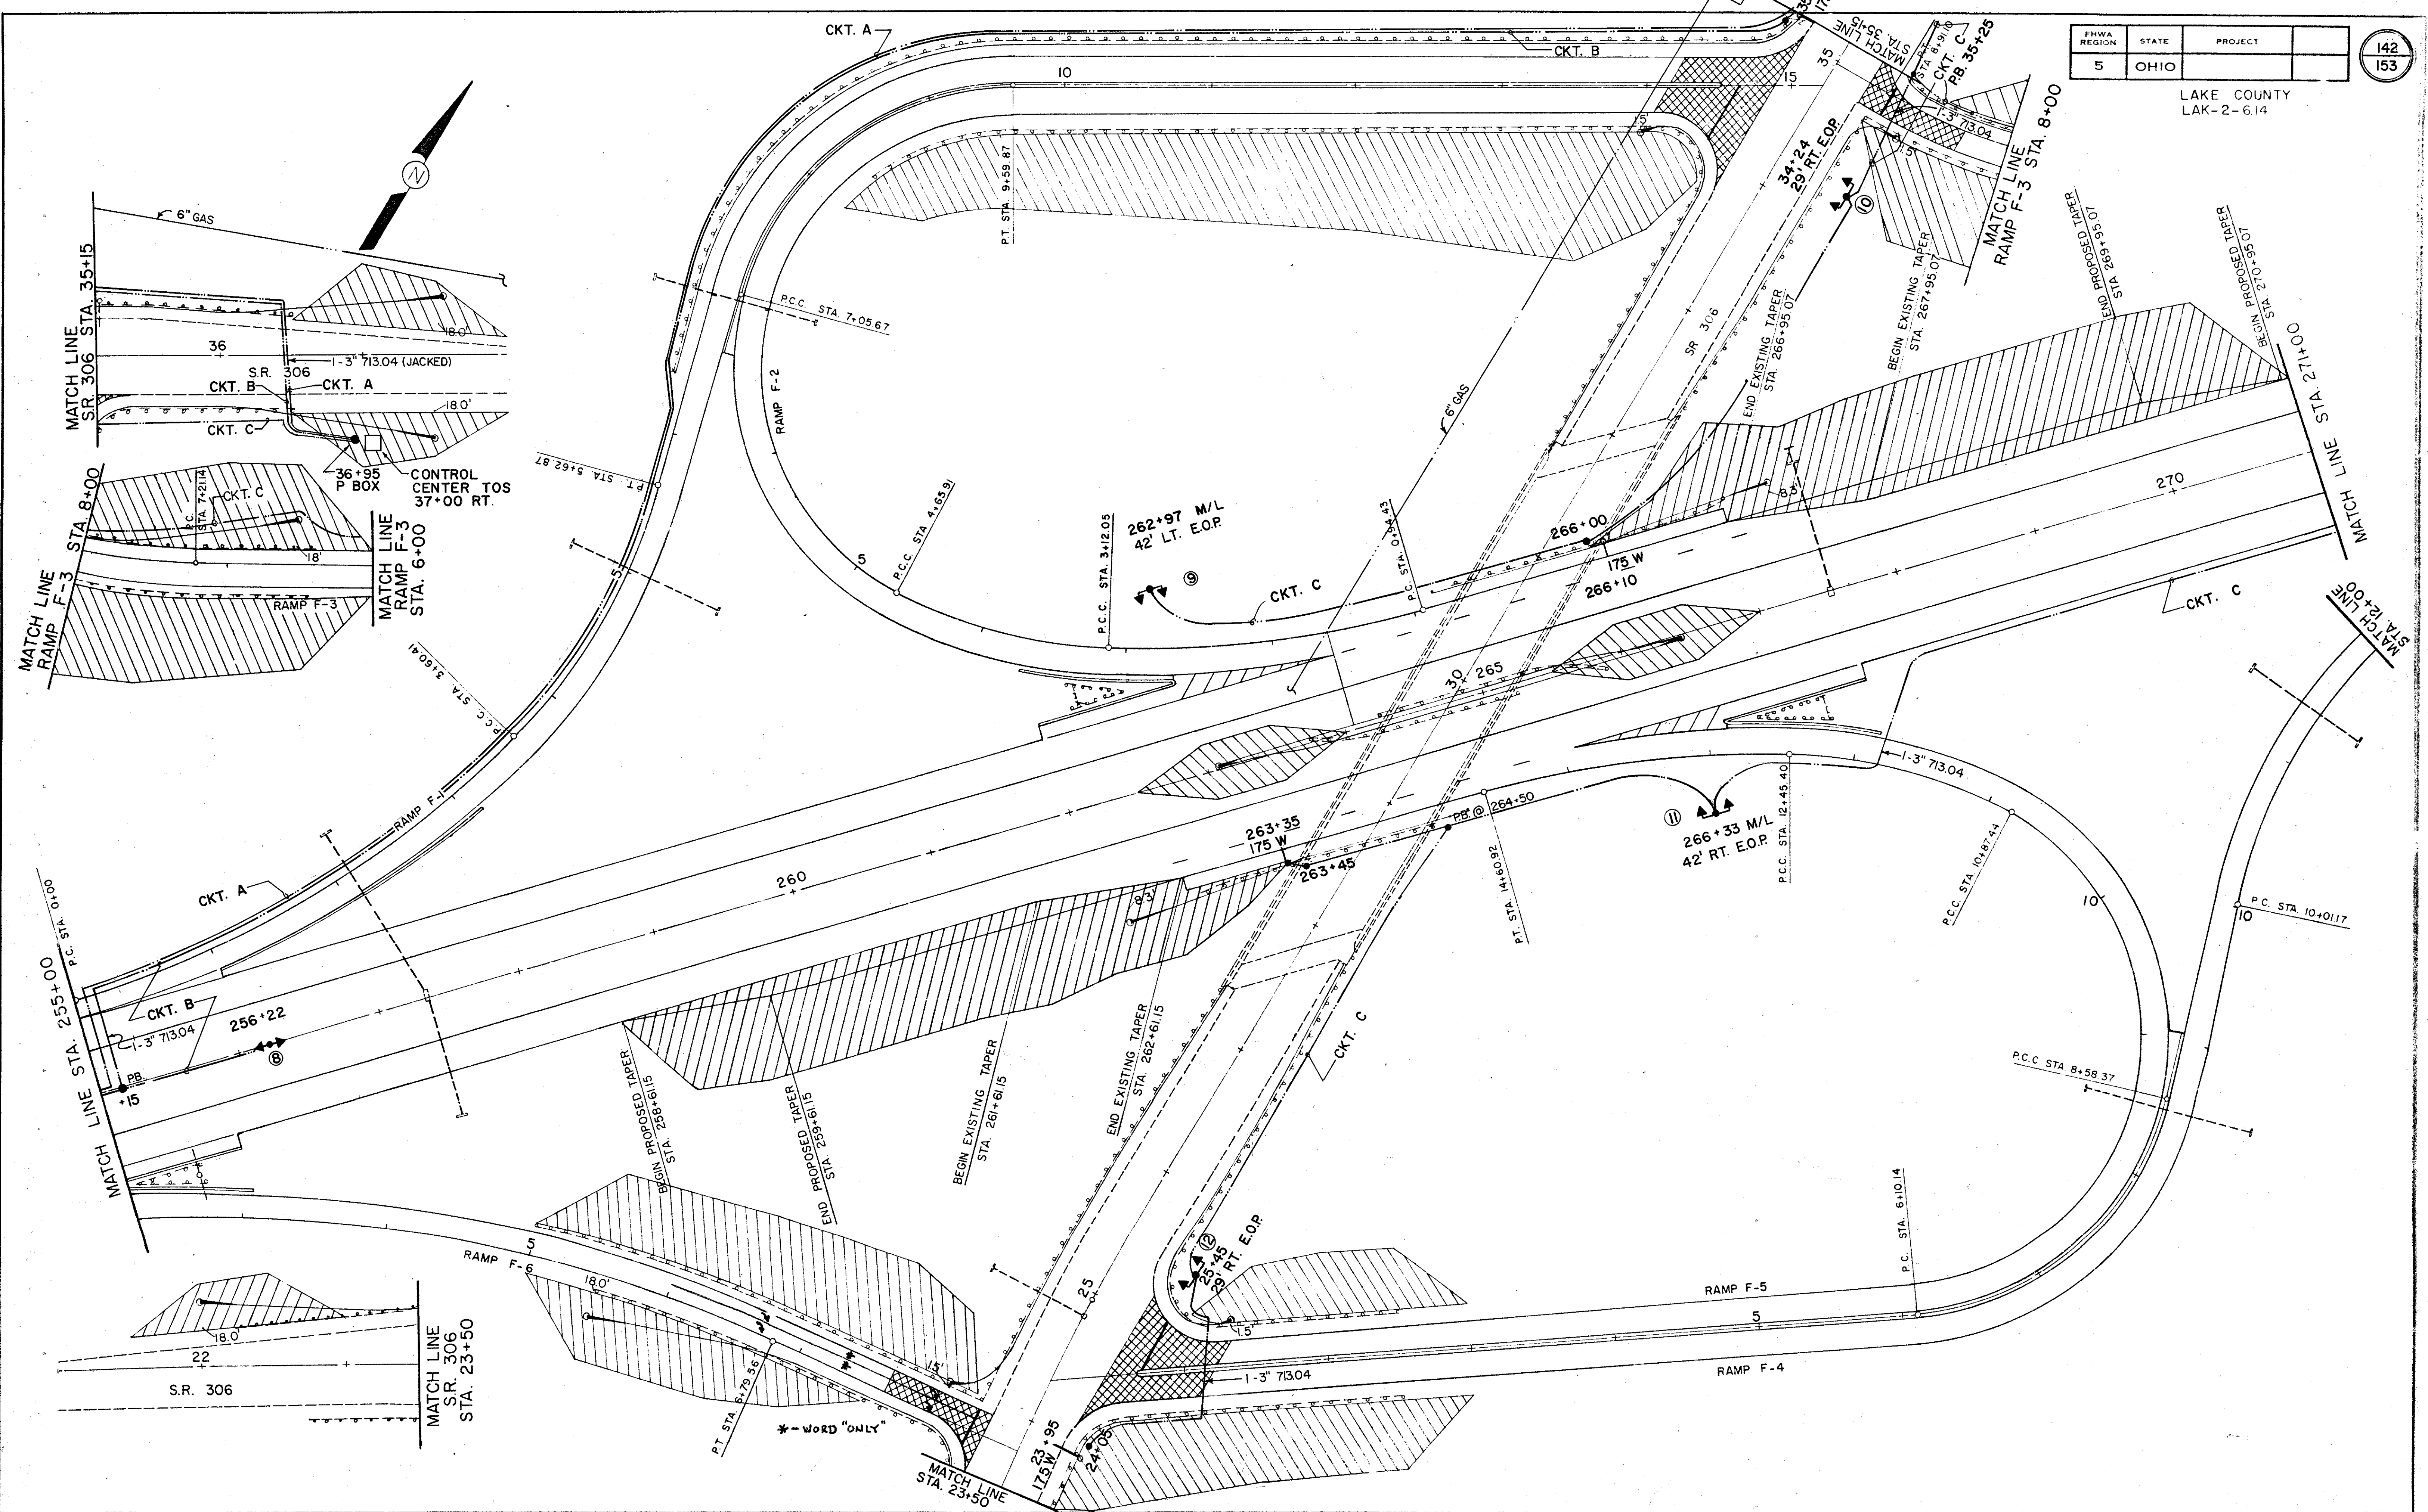 FHWA REGION
STATE
PROJECT
5
OHIO
142
153
LAKE COUNTY
LAK-2-6.14
CKT. A
CKT. B
10
15
35
MATCH LINE
STA. 35+15
CKT. C
P.B. 35+25
1-3" 713.04
MATCH LINE
RAMP F-3 STA. 8+00
15'
15'
34+24
29' RT. E.O.P.
10
P.T. STA. 9+59.87
N
6" GAS
MATCH LINE
S.R. 306 STA. 35+15
18.0'
36
1-3" 713.04 (JACKED)
S.R. 306
CKT. B
CKT. A
18.0'
CKT. C
36+95
P BOX
CONTROL
CENTER TOS
37+00 RT.
MATCH LINE
RAMP F-3 STA. 8+00
P.C.
STA. 7+21.14
CKT. C
18'
RAMP F-3
MATCH LINE
RAMP F-3
STA. 6+00
P.C.C. STA. 7+05.67
RAMP F-2
P.T. STA. 5+62.87
5
P.C.C. STA 4+65.91
5
P.C.C. STA 3+60.41
P.C.C. STA. 3+12.05
262+97 M/L
42' LT. E.O.P.
9
CKT. C
P.C. STA. 0+94.43
6" GAS
SR 306
266+00
175 W
266+10
8.3'
END EXISTING TAPER
STA. 266+95.07
BEGIN EXISTING TAPER
STA. 267+95.07
END PROPOSED TAPER
STA. 269+95.07
BEGIN PROPOSED TAPER
STA. 270+95.07
MATCH LINE STA. 271+00
270
CKT. C
MATCH LINE
STA. 12+00
30
265
RAMP F-1
CKT. A
P.C. STA. 0+00
CKT. B
1-3" 713.04
256+22
8
PB
+15
MATCH LINE STA. 255+00
260
263+35
175 W
263+45
8.3'
PB @ 264+50
P.T. STA. 14+60.92
11
266+33 M/L
42' RT. E.O.P.
P.C.C. STA. 12+45.40
1-3" 713.04
P.C.C. STA. 10+87.44
10
P.C. STA. 10+01.17
10
P.C.C. STA. 8+58.37
P.C. STA. 6+10.14
BEGIN PROPOSED TAPER
STA. 258+61.15
END PROPOSED TAPER
STA. 259+61.15
BEGIN EXISTING TAPER
STA. 261+61.15
END EXISTING TAPER
STA. 262+61.15
CKT. C
5
RAMP F-6
18.0'
P.T. STA. 6+79.56
15'
*-WORD "ONLY"
25
12
25+45
29' RT. E.O.P.
1.5'
1-3" 713.04
RAMP F-5
5
RAMP F-4
23+95
175 W
24+05
MATCH LINE
STA. 23+50
18.0'
22
S.R. 306
MATCH LINE
S.R. 306
STA. 23+50